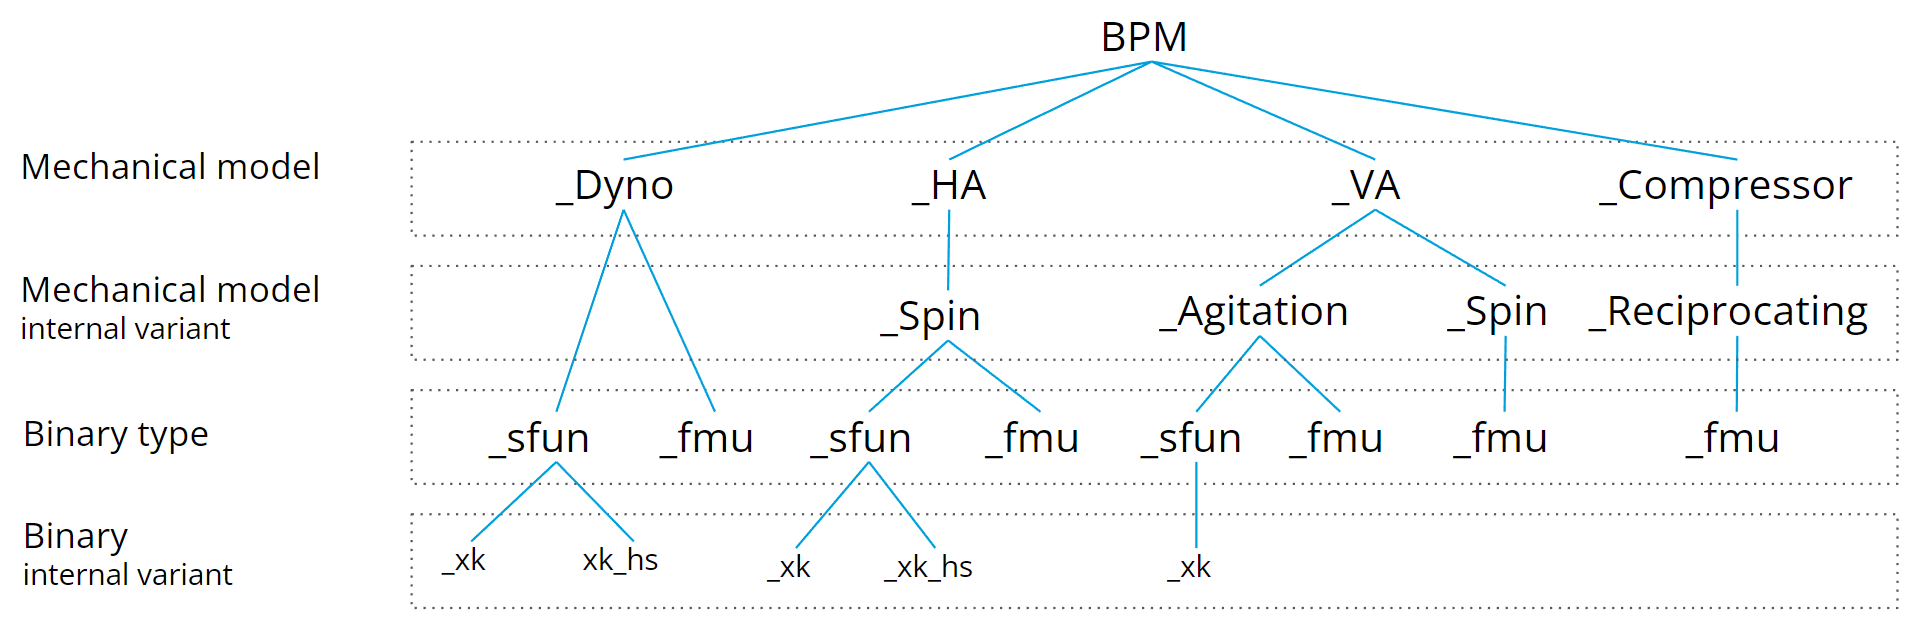 BPM
Mechanical model
_Dyno
_HA
_VA
_Compressor
Mechanical model
internal variant
_Spin
_Agitation
_Spin
_Reciprocating
Binary type
_sfun
_fmu
_sfun
_fmu
_sfun
_fmu
_fmu
_fmu
Binary
internal variant
_xk
xk_hs
_xk
_xk_hs
_xk